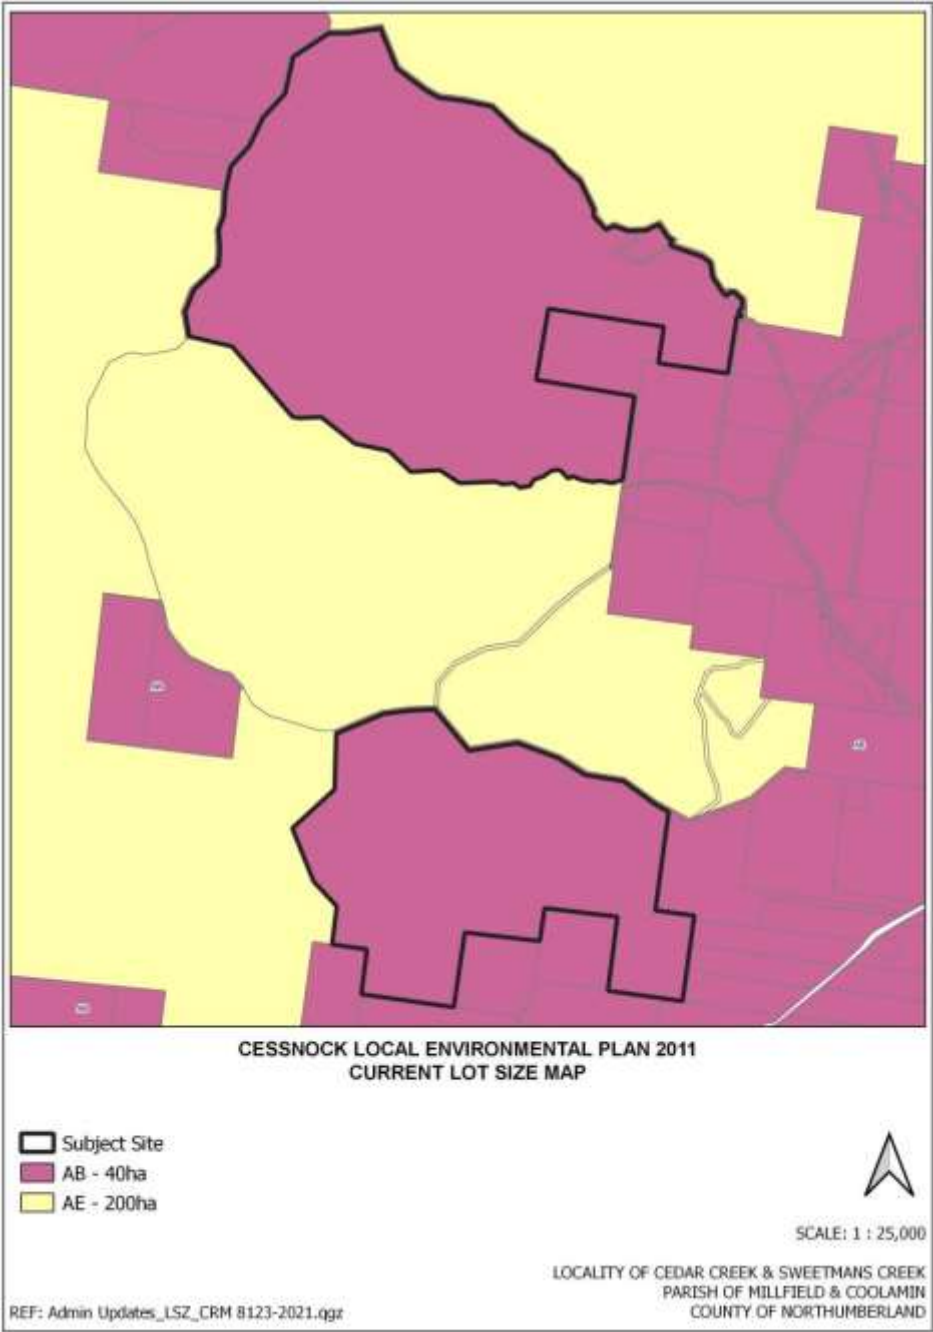 CESSNOCK LOCAL ENVIRONMENTAL PLAN 2011
CURRENT LOT SIZE MAP
Subject Site
AB - 40ha
AE - 200ha
SCALE: 1 : 25,000
LOCALITY OF CEDAR CREEK & SWEETMANS CREEK
PARISH OF MILLFIELD & COOLAMIN
COUNTY OF NORTHUMBERLAND
REF: Admin Updates_LSZ_CRM 8123-2021.qgz